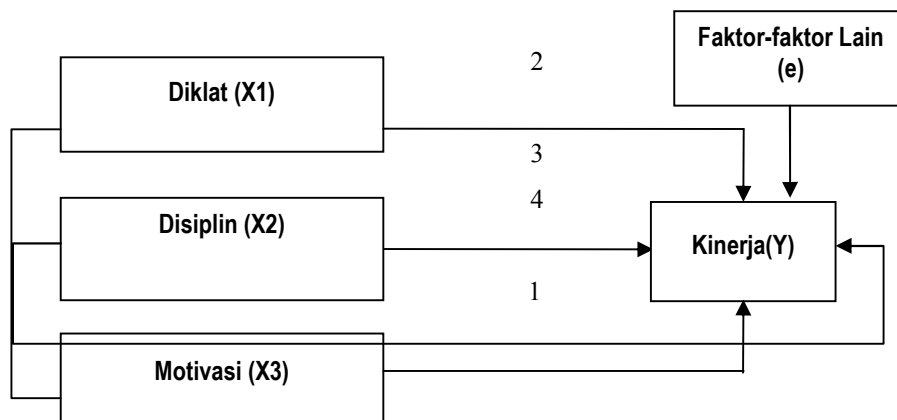 Faktor-faktor Lain
(e)
2
Diklat (X1)
3
4
Disiplin (X2)
Kinerja(Y)
1
Motivasi (X3)